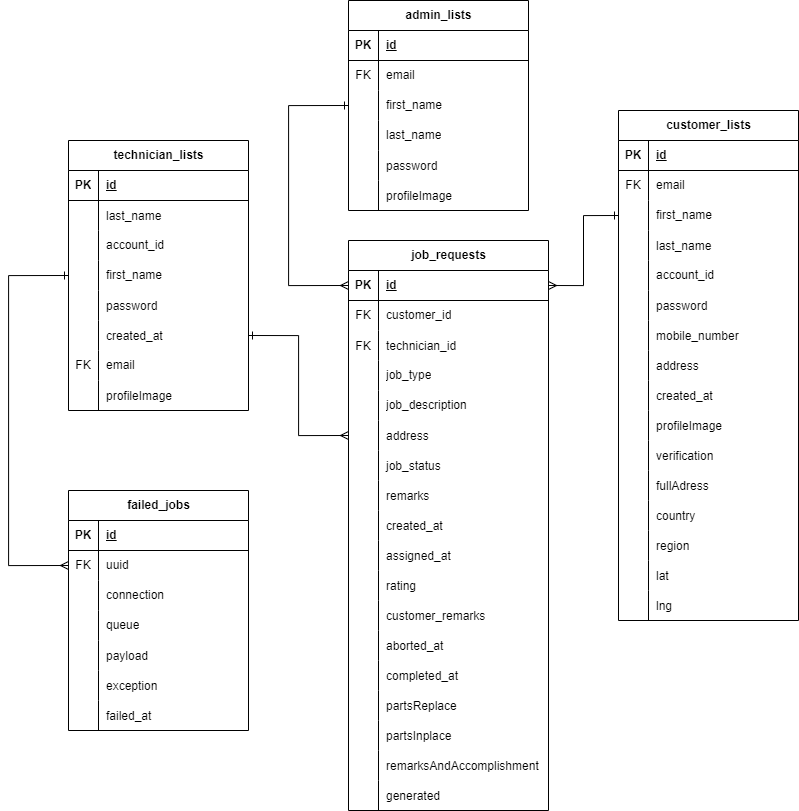 admin_lists
PK id
FK email
first_name
last_name
password
profileImage
customer_lists
PK id
FK email
first_name
last_name
account_id
password
mobile_number
address
created_at
profileImage
verification
fullAdress
country
region
lat
lng
technician_lists
PK id
last_name
account_id
first_name
password
created_at
FK email
profileImage
job_requests
PK id
FK customer_id
FK technician_id
job_type
job_description
address
job_status
remarks
created_at
assigned_at
rating
customer_remarks
aborted_at
completed_at
partsReplace
partsInplace
remarksAndAccomplishment
generated
failed_jobs
PK id
FK uuid
connection
queue
payload
exception
failed_at